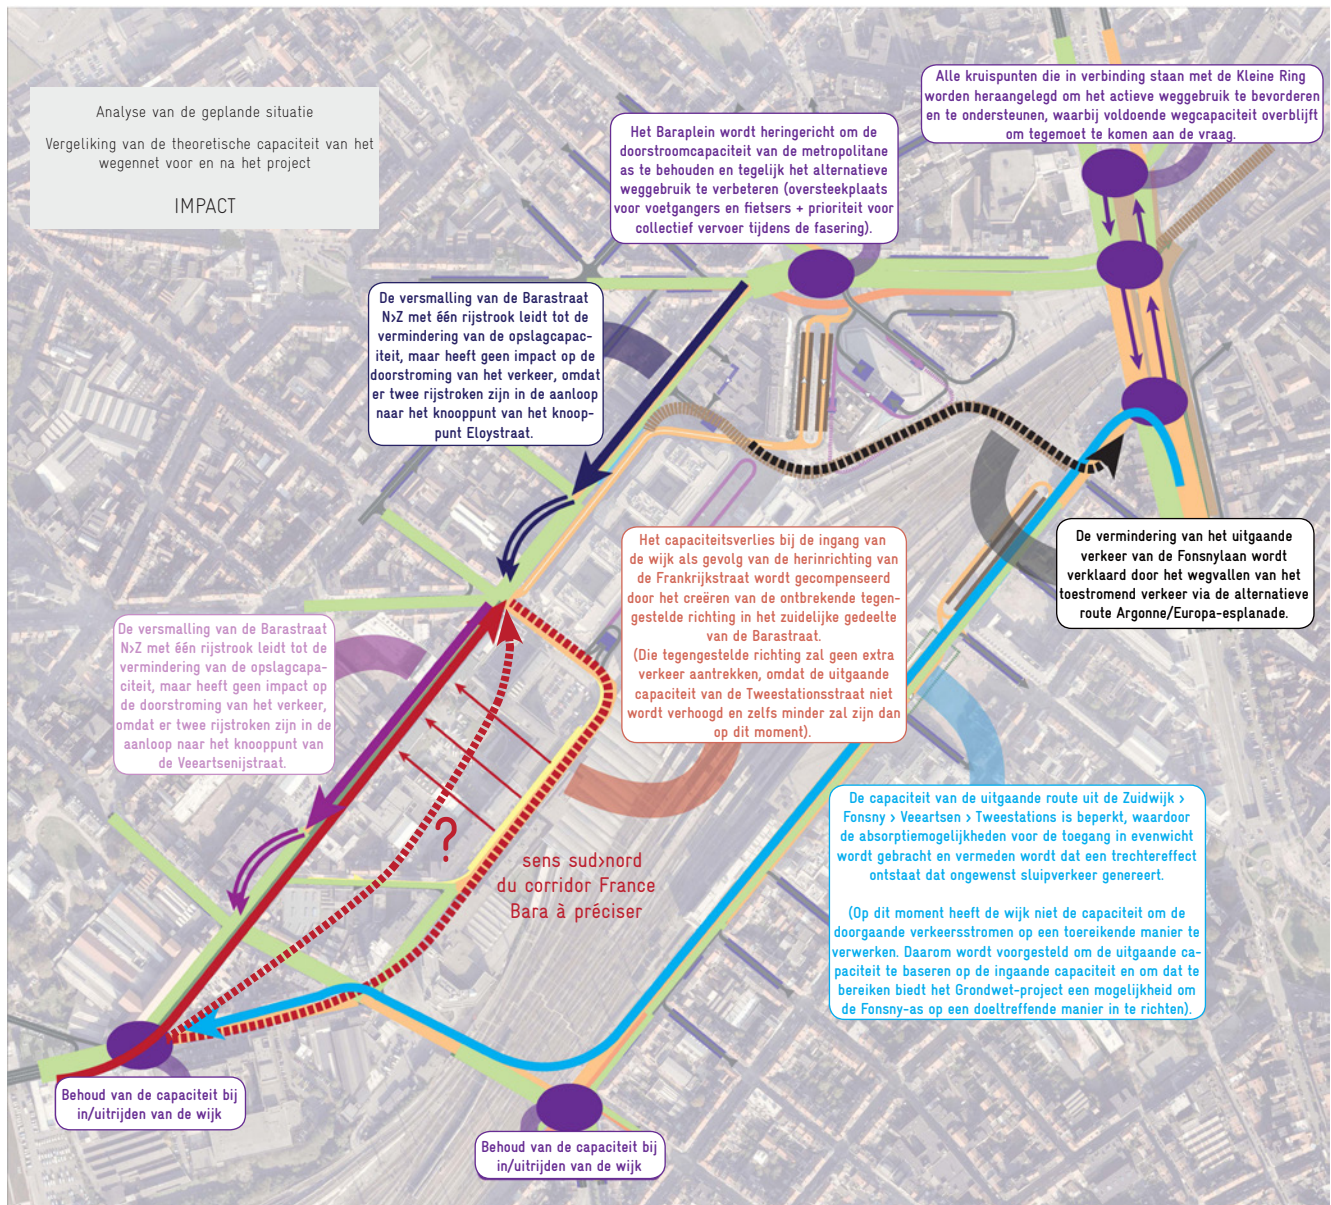 Analyse van de geplande situatie
Vergeliking van de theoretische capaciteit van het
wegennet voor en na het project
IMPACT
Alle kruispunten die in verbinding staan met de Kleine Ring
worden heraangelegd om het actieve weggebruik te bevorderen
en te ondersteunen, waarbij voldoende wegcapaciteit overblijft
om tegemoet te komen aan de vraag.
Het Baraplein wordt heringericht om de
doorstroomcapaciteit van de metropolitane
as te behouden en tegelijk het alternatieve
weggebruik te verbeteren (oversteekplaats
voor voetgangers en fietsers + prioriteit voor
collectief vervoer tijdens de fasering).
De versmalling van de Barastraat
N>Z met één rijstrook leidt tot de
vermindering van de opslagcapac-
iteit, maar heeft geen impact op de
doorstroming van het verkeer, omdat
er twee rijstroken zijn in de aanloop
naar het knooppunt van het knoop-
punt Eloystraat.
Het capaciteitsverlies bij de ingang van
de wijk als gevolg van de herinrichting van
de Frankrijkstraat wordt gecompenseerd
door het creëren van de ontbrekende tegen-
gestelde richting in het zuidelijke gedeelte
van de Barastraat.
(Die tegengestelde richting zal geen extra
verkeer aantrekken, omdat de uitgaande
capaciteit van de Tweestationsstraat niet
wordt verhoogd en zelfs minder zal zijn dan
op dit moment).
De vermindering van het uitgaande
verkeer van de Fonsnylaan wordt
verklaard door het wegvallen van het
toestromend verkeer via de alternatieve
route Argonne/Europa-esplanade.
De versmalling van de Barastraat
N>Z met één rijstrook leidt tot de
vermindering van de opslagcapa-
citeit, maar heeft geen impact op
de doorstroming van het verkeer,
omdat er twee rijstroken zijn in de
aanloop naar het knooppunt van
de Veeartsenijstraat.
?
sens sud>nord
du corridor France
Bara à préciser
De capaciteit van de uitgaande route uit de Zuidwijk >
Fonsny > Veeartsen > Tweestations is beperkt, waardoor
de absorptiemogelijkheden voor de toegang in evenwicht
wordt gebracht en vermeden wordt dat een trechtereffect
ontstaat dat ongewenst sluipverkeer genereert.
(Op dit moment heeft de wijk niet de capaciteit om de
doorgaande verkeersstromen op een toereikende manier te
verwerken. Daarom wordt voorgesteld om de uitgaande ca-
paciteit te baseren op de ingaande capaciteit en om dat te
bereiken biedt het Grondwet-project een mogelijkheid om
de Fonsny-as op een doeltreffende manier in te richten).
Behoud van de capaciteit bij
in/uitrijden van de wijk
Behoud van de capaciteit bij
in/uitrijden van de wijk